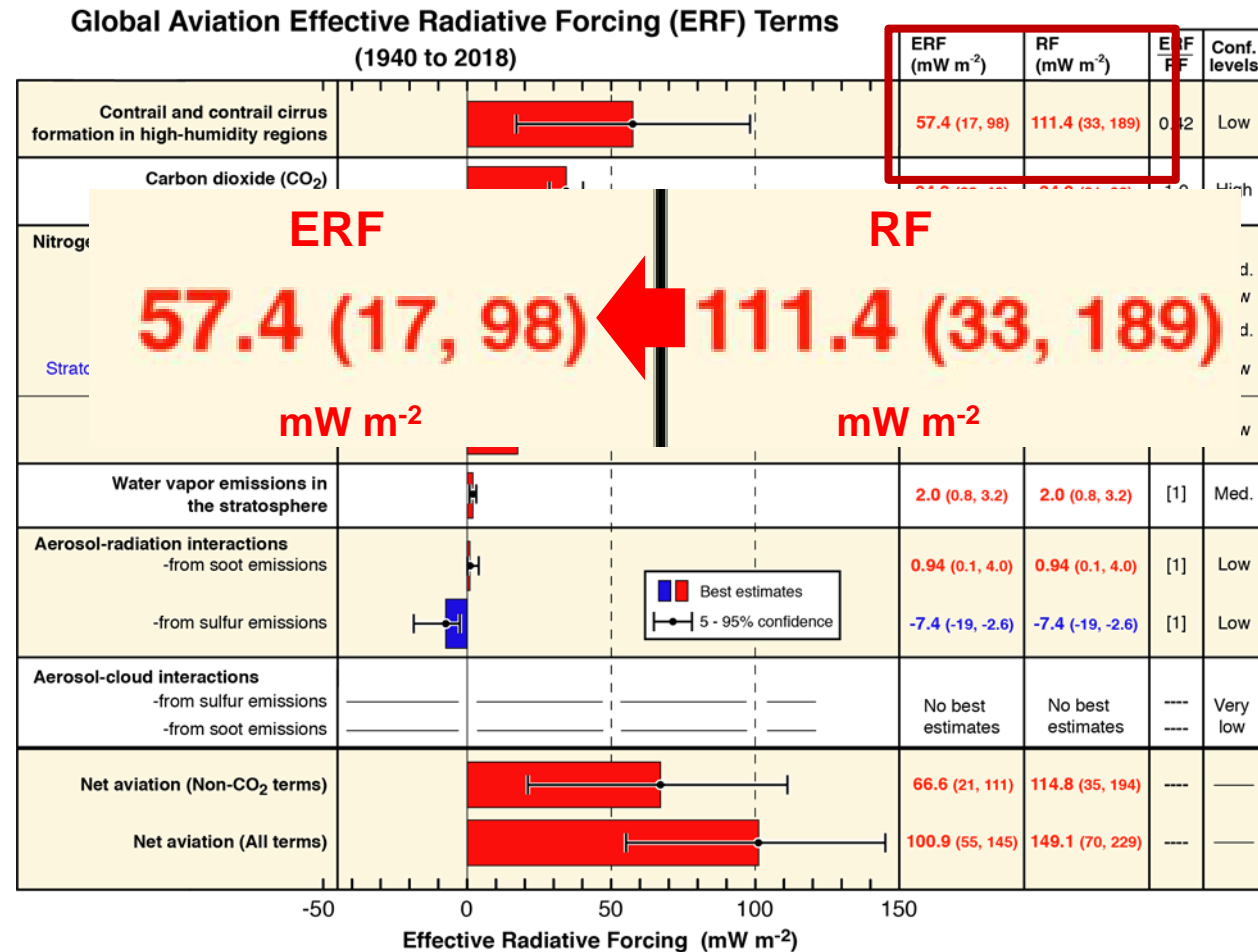 Global Aviation Effective Radiative Forcing (ERF) Terms
(1940 to 2018)
ERF (mW m-2) RF (mW m-2) ERF RF Conf. levels
Contrail and contrail cirrus
formation in high-humidity regions 57.4 (17, 98) 111.4 (33, 189) Low
Carbon dioxide (CO2)
High
ERF RF
57.4 (17, 98) 111.4 (33, 189)
mW m-2 mW m-2
Water vapor emissions in
the stratosphere 2.0 (0.8, 3.2) 2.0 (0.8, 3.2) [1] Med.
Aerosol-radiation interactions
-from soot emissions 0.94 (0.1, 4.0) 0.94 (0.1, 4.0) [1] Low
Best estimates
5 - 95% confidence
-from sulfur emissions -7.4 (-19, -2.6) -7.4 (-19, -2.6) [1] Low
Aerosol-cloud interactions
-from sulfur emissions No best No best ---- Very
-from soot emissions estimates estimates ---- low
Net aviation (Non-CO2 terms) 66.6 (21, 111) 114.8 (35, 194) ----
Net aviation (All terms) 100.9 (55, 145) 149.1 (70, 229) ----
-50 0 50 100 150
Effective Radiative Forcing (mW m-2)